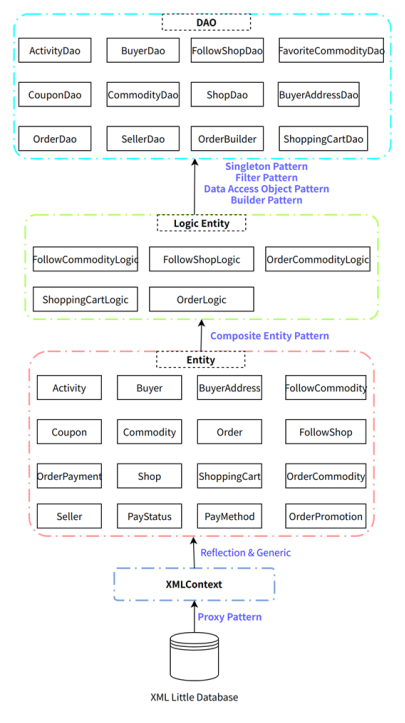 DAO
ActivityDao BuyerDao FollowShopDao FavoriteCommodityDao
CouponDao CommodityDao ShopDao BuyerAddressDao
OrderDao SellerDao OrderBuilder ShoppingCartDao
Singleton Pattern
Filter Pattern
Data Access Object Pattern
Builder Pattern
Logic Entity
FollowCommodityLogic FollowShopLogic OrderCommodityLogic
ShoppingCartLogic OrderLogic
Composite Entity Pattern
Entity
Activity Buyer BuyerAddress FollowCommodity
Coupon Commodity Order FollowShop
OrderPayment Shop ShoppingCart OrderCommodity
Seller PayStatus PayMethod OrderPromotion
Reflection & Generic
XMLContext
Proxy Pattern
XML Little Database